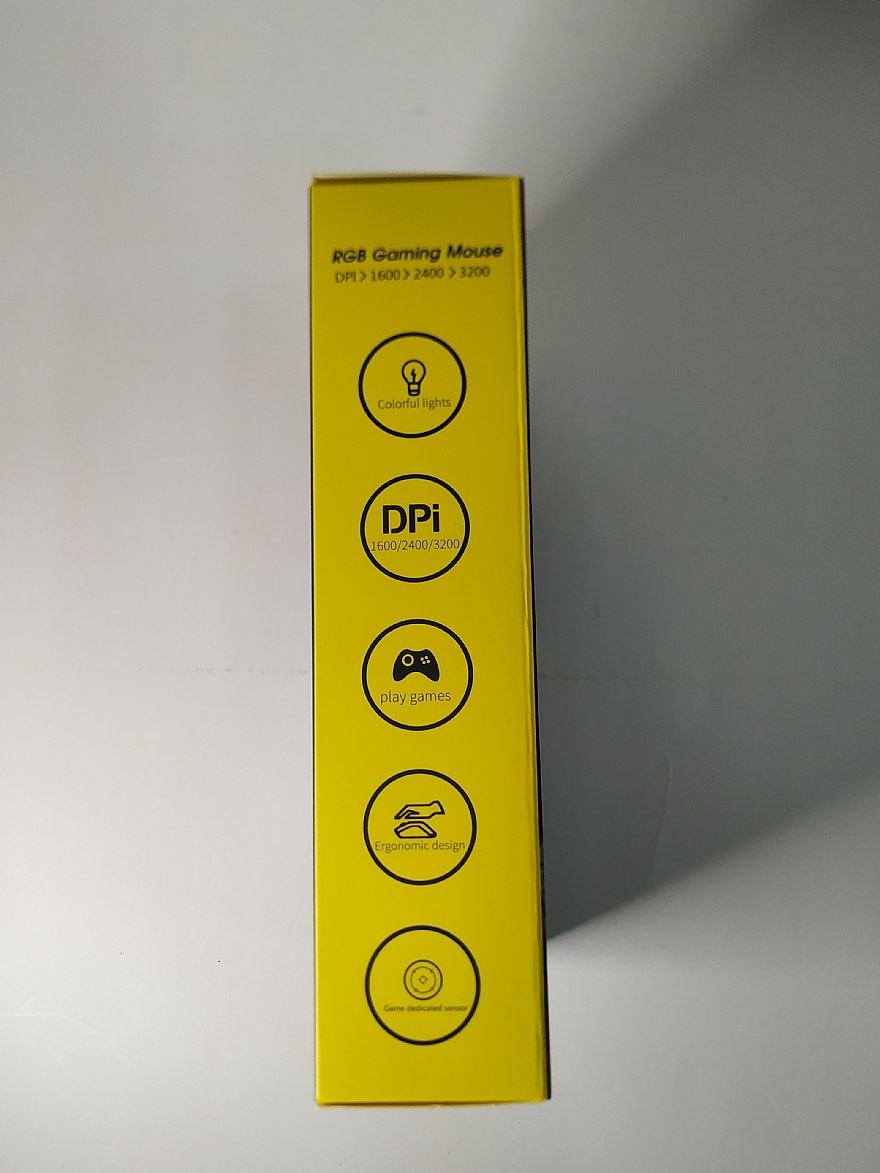 RGB Gaming Mouse
DPI > 1600 > 2400 > 3200
Colorful lights
DPi
1600/2400/3200
play games
Ergonomic design
Game dedicated sensor